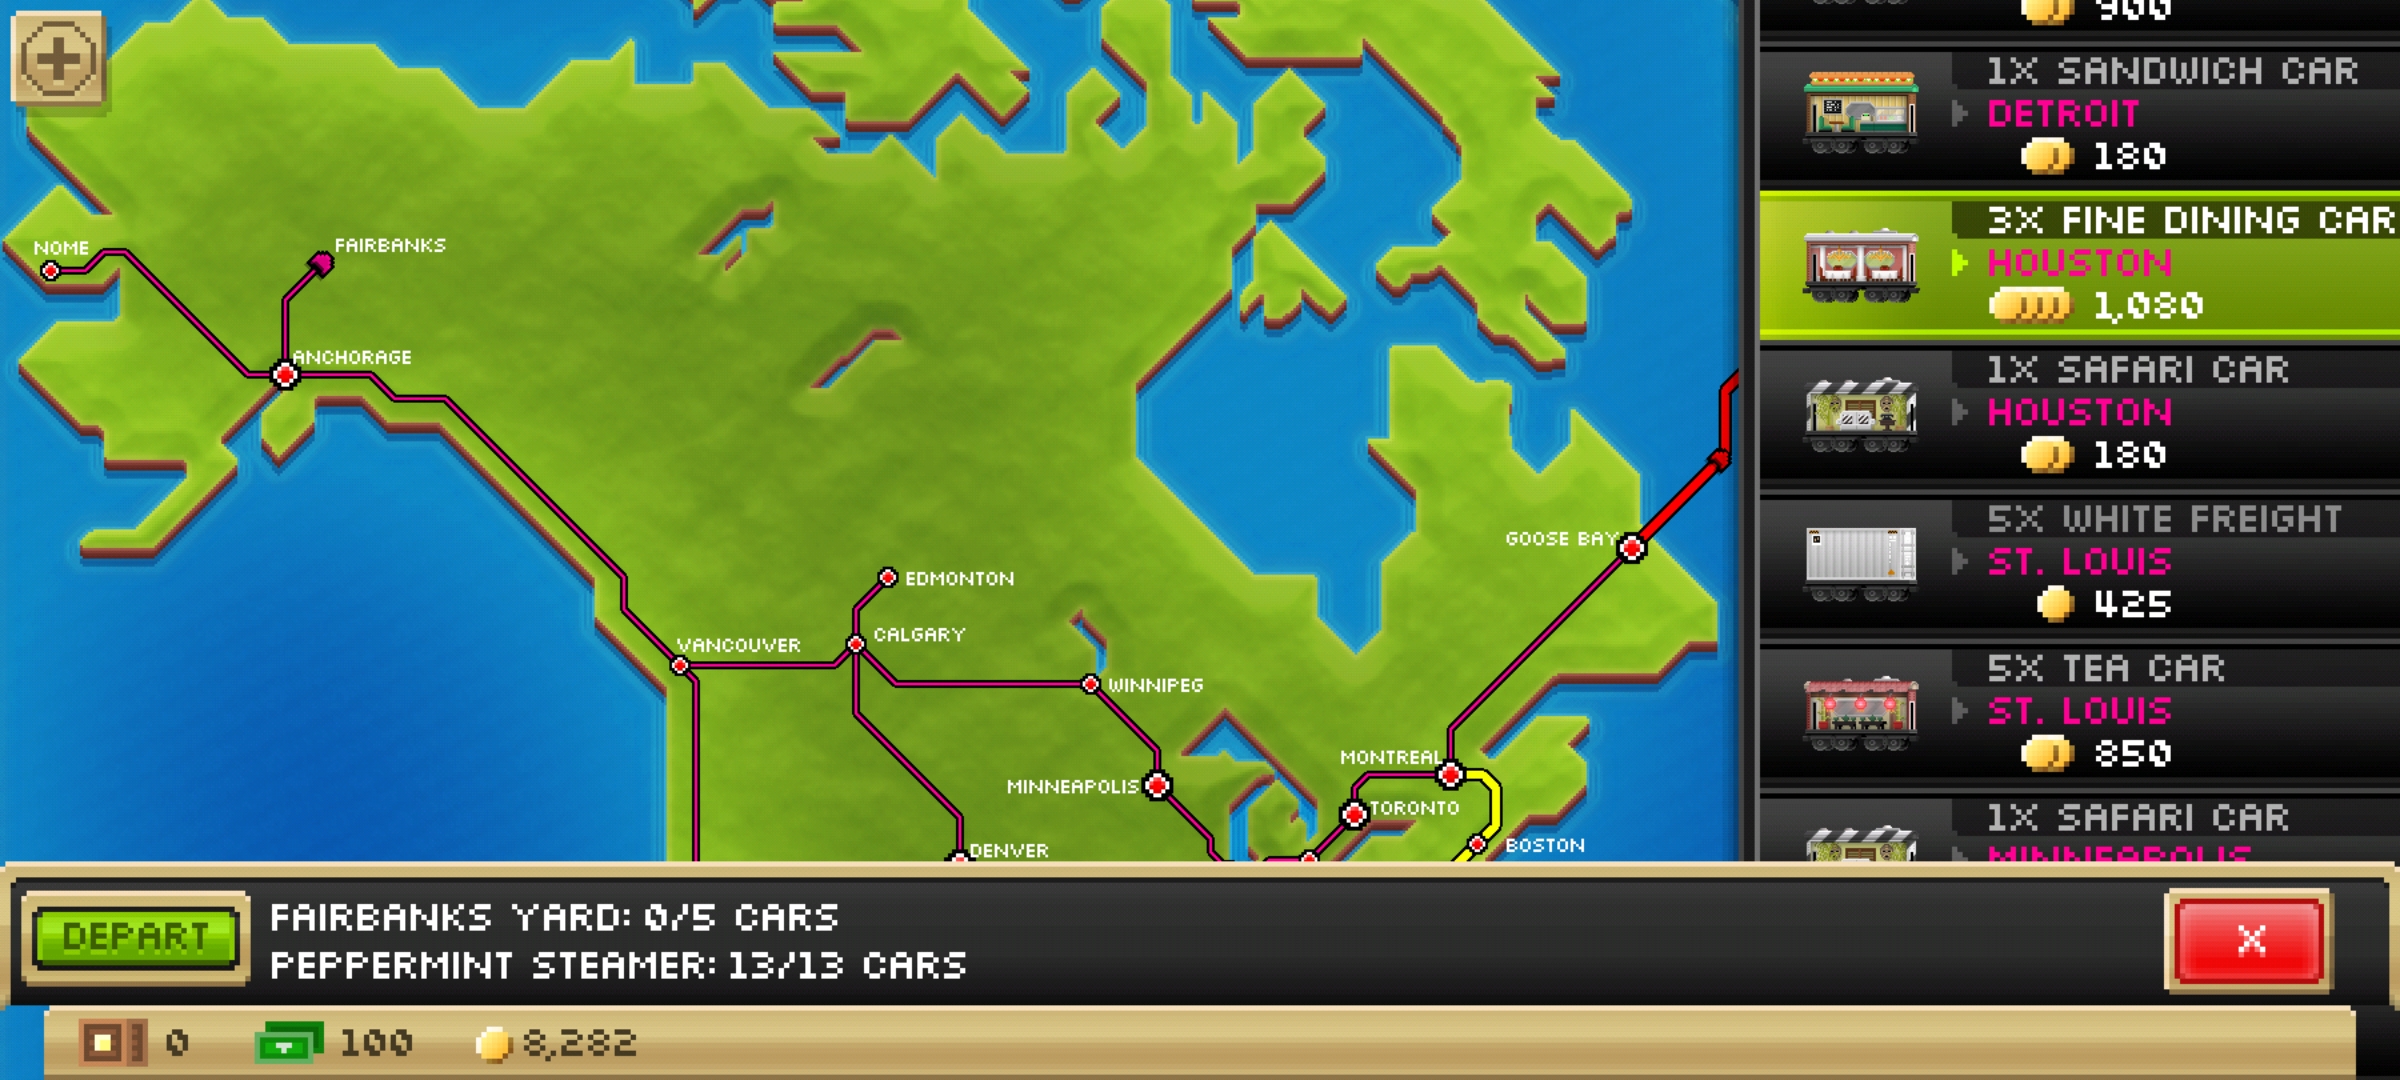 900
1X SANDWICH CAR
DETROIT
180
3X FINE DINING CAR
HOUSTON
1,080
1X SAFARI CAR
HOUSTON
180
5X WHITE FREIGHT
ST. LOUIS
425
5X TEA CAR
ST. LOUIS
850
1X SAFARI CAR
MINNEAPOLIS
NOME
FAIRBANKS
ANCHORAGE
GOOSE BAY
EDMONTON
CALGARY
VANCOUVER
WINNIPEG
MONTREAL
MINNEAPOLIS
TORONTO
BOSTON
DENVER
DEPART
FAIRBANKS YARD: 0/5 CARS
PEPPERMINT STEAMER: 13/13 CARS
X
0
100
8,282